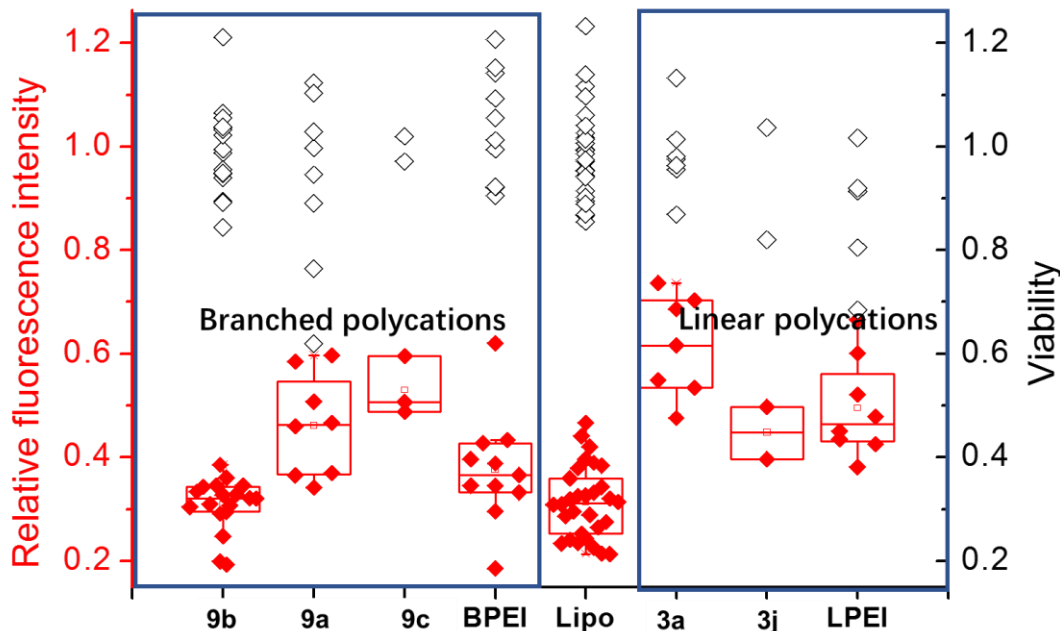 Relative fluorescence intensity
1.2
1.0
0.8
0.6
0.4
0.2
Branched polycations
Linear polycations
1.2
1.0
0.8
0.6
0.4
0.2
Viability
9b 9a 9c BPEI Lipo 3a 3j LPEI